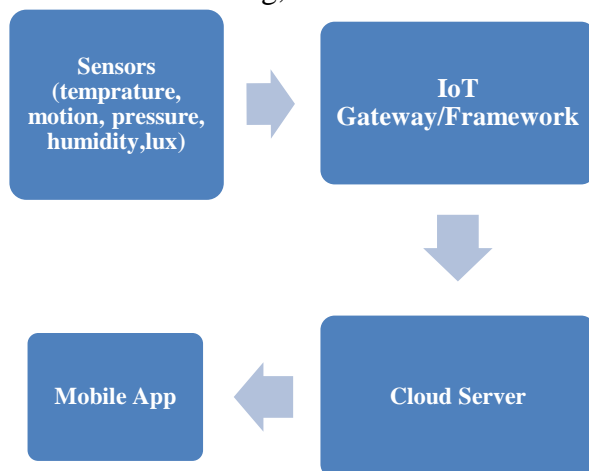 g,
Sensors
(temprature,
motion, pressure,
humidity,lux)
IoT
Gateway/Framework
Mobile App
Cloud Server